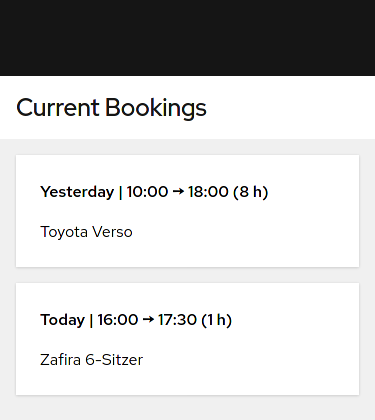 Current Bookings
Yesterday | 10:00 → 18:00 (8 h)
Toyota Verso
Today | 16:00 → 17:30 (1 h)
Zafira 6-Sitzer